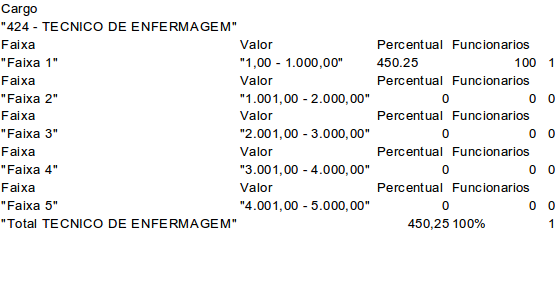 Cargo
"424 - TECNICO DE ENFERMAGEM"
Faixa Valor Percentual Funcionarios
"Faixa 1" "1,00 - 1.000,00" 450.25 100 1
Faixa Valor Percentual Funcionarios
"Faixa 2" "1.001,00 - 2.000,00" 0 0 0
Faixa Valor Percentual Funcionarios
"Faixa 3" "2.001,00 - 3.000,00" 0 0 0
Faixa Valor Percentual Funcionarios
"Faixa 4" "3.001,00 - 4.000,00" 0 0 0
Faixa Valor Percentual Funcionarios
"Faixa 5" "4.001,00 - 5.000,00" 0 0 0
"Total TECNICO DE ENFERMAGEM" 450,25 100% 1